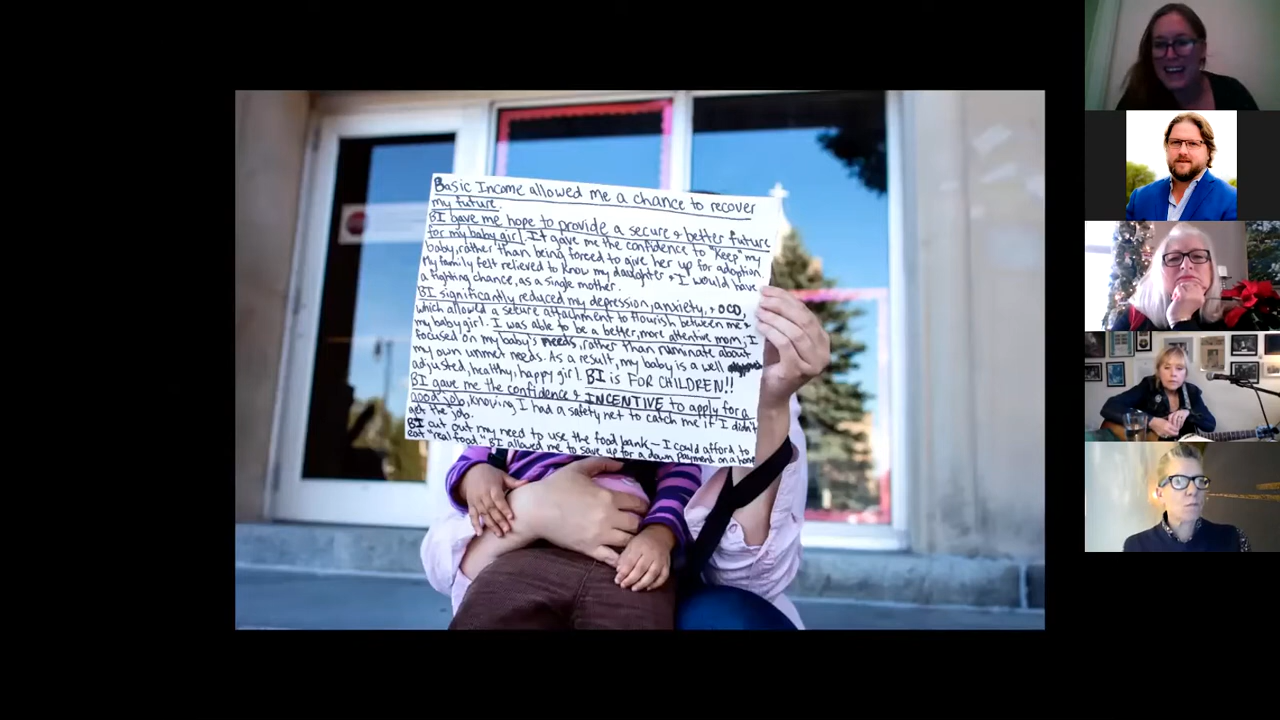 Basic Income allowed me a chance to recover
my future.
BI gave me hope to provide a secure & better future
for my baby girl. It gave me the confidence to "keep" my
baby, rather than being forced to give her up for adoption.
My family felt relieved to know my daughter & I would have
a fighting chance, as a single mother.
BI significantly reduced my depression, anxiety, & OCD,
which allowed a secure attachment to flourish between me &
my baby girl. I was able to be a better, more attentive mom; I
focused on my baby's needs, rather than ruminate about
my own unmet needs. As a result, my baby is a well
adjusted, healthy, happy girl. BI is FOR CHILDREN!!
BI gave me the confidence & INCENTIVE to apply for a
good job, knowing I had a safety net to catch me if I didn't
get the job.
BI cut out my need to use the food bank – I could afford to
eat "real food." BI allowed me to save up for a down payment on a home